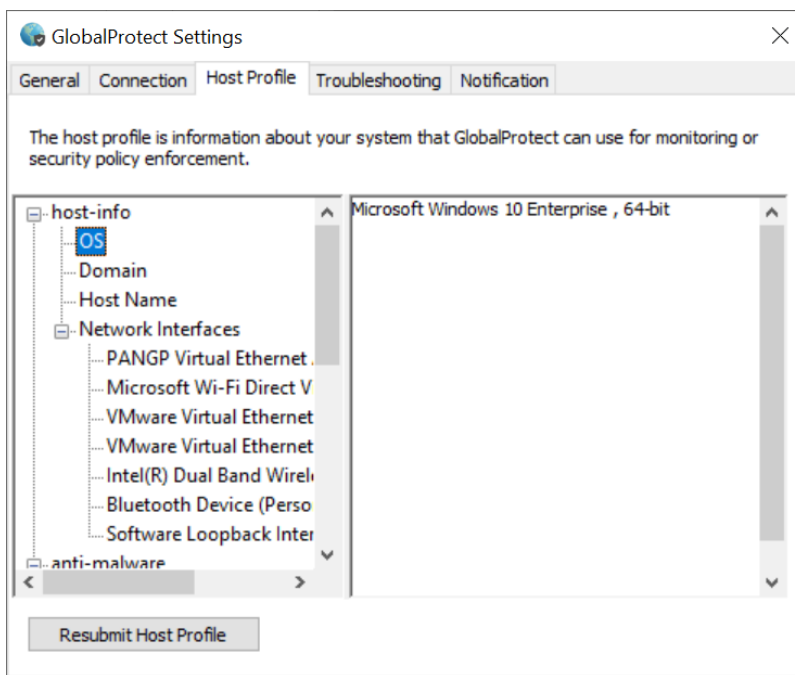 GlobalProtect Settings
General Connection Host Profile Troubleshooting Notification
The host profile is information about your system that GlobalProtect can use for monitoring or
security policy enforcement.
host-info
OS
Domain
Host Name
Network Interfaces
PANGP Virtual Ethernet
Microsoft Wi-Fi Direct V
VMware Virtual Ethernet
VMware Virtual Ethernet
Intel(R) Dual Band Wirel
Bluetooth Device (Perso
Software Loopback Inter
anti-malware
Microsoft Windows 10 Enterprise , 64-bit
Resubmit Host Profile